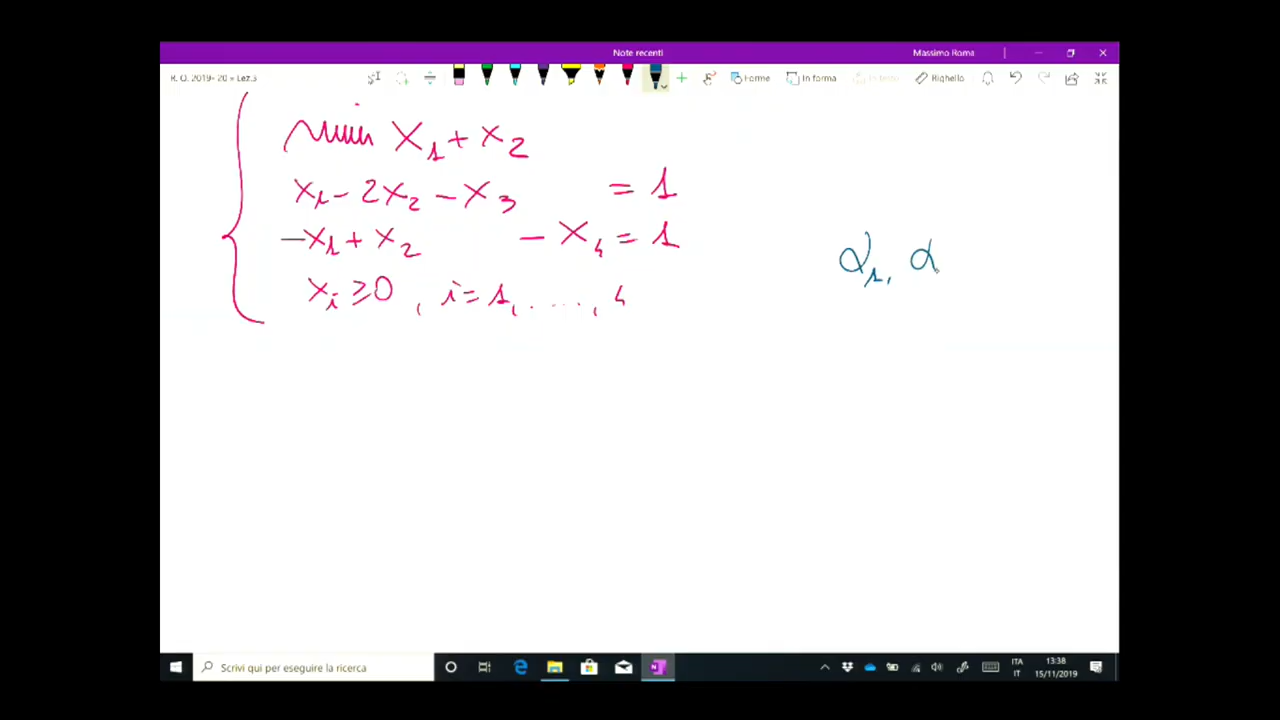 Note recenti
Massimo Roma
R. O. 2019-20 » Lez.3
Forme
In forma
In testo
Righello
min x₁ + x₂
x₁ - 2x₂ - x₃ = 1
-x₁ + x₂ - x₄ = 1
xᵢ ≥ 0, i = 1, ...., 4
α₁, α
Scrivi qui per eseguire la ricerca
ITA
IT
13:38
15/11/2019